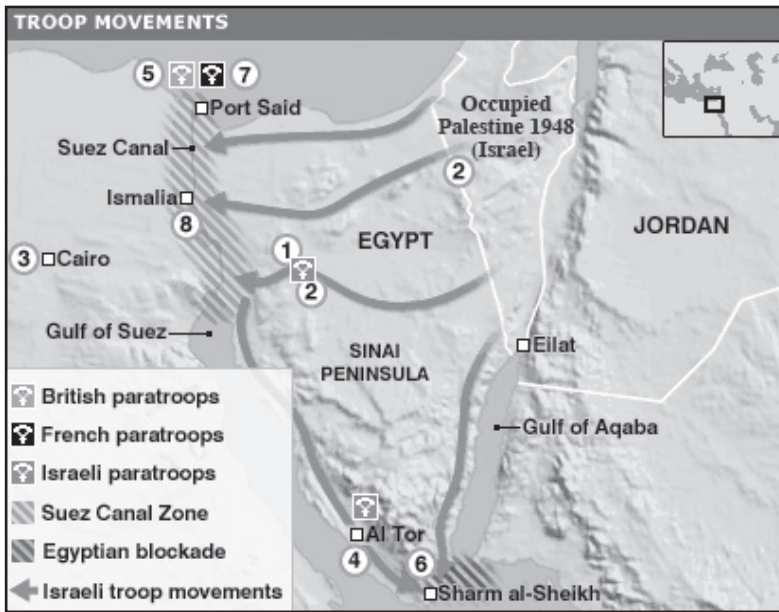 TROOP MOVEMENTS
5
7
Port Said
Occupied
Palestine 1948
(Israel)
Suez Canal
2
Ismalia
8
EGYPT
JORDAN
1
3
Cairo
2
Gulf of Suez
SINAI
PENINSULA
Eilat
British paratroops
French paratroops
Gulf of Aqaba
Israeli paratroops
Suez Canal Zone
Al Tor
Egyptian blockade
4
6
Israeli troop movements
Sharm al-Sheikh